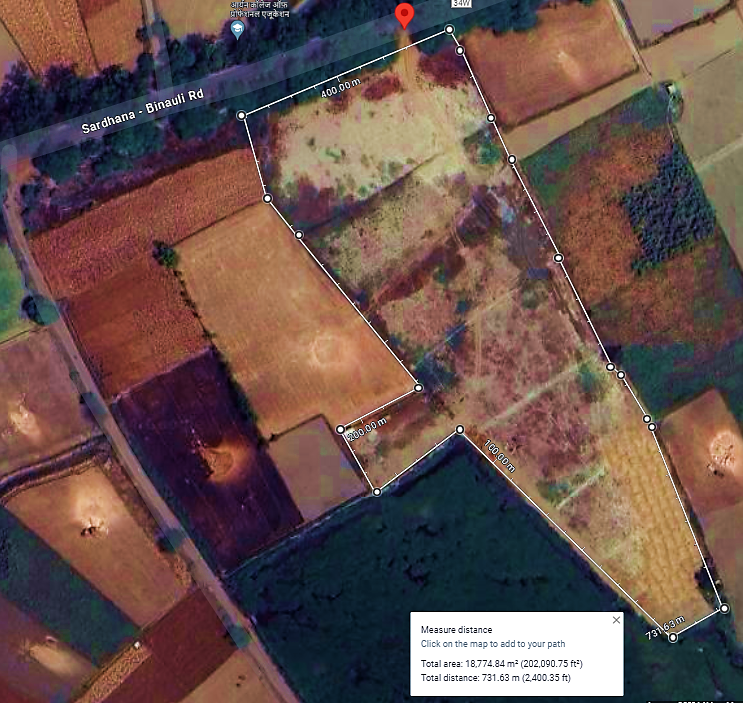 आर्यन कॉलेज ऑफ़
प्रोफेशनल एजुकेशन
34W
Sardhana - Binauli Rd
400.00 m
200.00 m
100.00 m
731.63 m
Measure distance
Click on the map to add to your path
Total area: 18,774.84 m² (202,090.75 ft²)
Total distance: 731.63 m (2,400.35 ft)